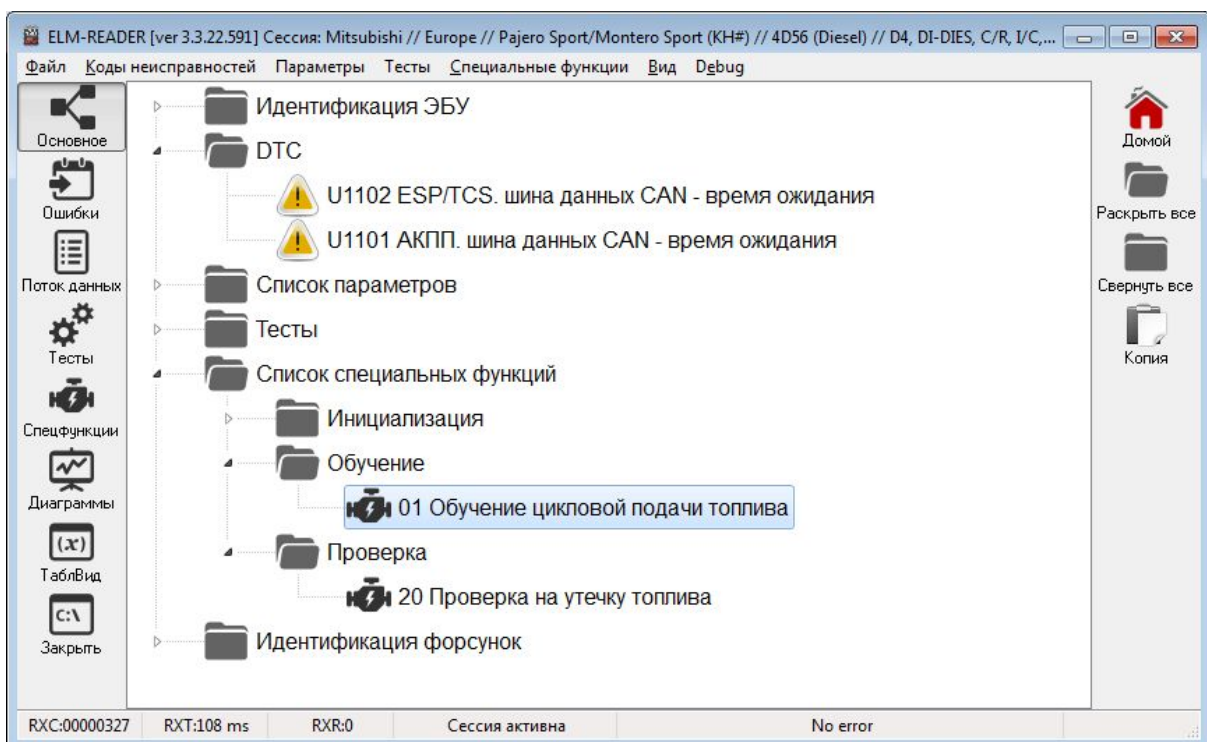 ELM-READER [ver 3.3.22.591] Сессия: Mitsubishi // Europe // Pajero Sport/Montero Sport (KH#) // 4D56 (Diesel) // D4, DI-DIES, C/R, I/C,...
Файл Коды неисправностей Параметры Тесты Специальные функции Вид Debug
Основное
Ошибки
Поток данных
Тесты
Спецфункции
Диаграммы
(x)
ТаблВид
C:\
Закрыть
Идентификация ЭБУ
DTC
U1102 ESP/TCS. шина данных CAN - время ожидания
U1101 АКПП. шина данных CAN - время ожидания
Список параметров
Тесты
Список специальных функций
Инициализация
Обучение
01 Обучение цикловой подачи топлива
Проверка
20 Проверка на утечку топлива
Идентификация форсунок
Домой
Раскрыть все
Свернуть все
Копия
RXC:00000327 RXT:108 ms RXR:0 Сессия активна No error